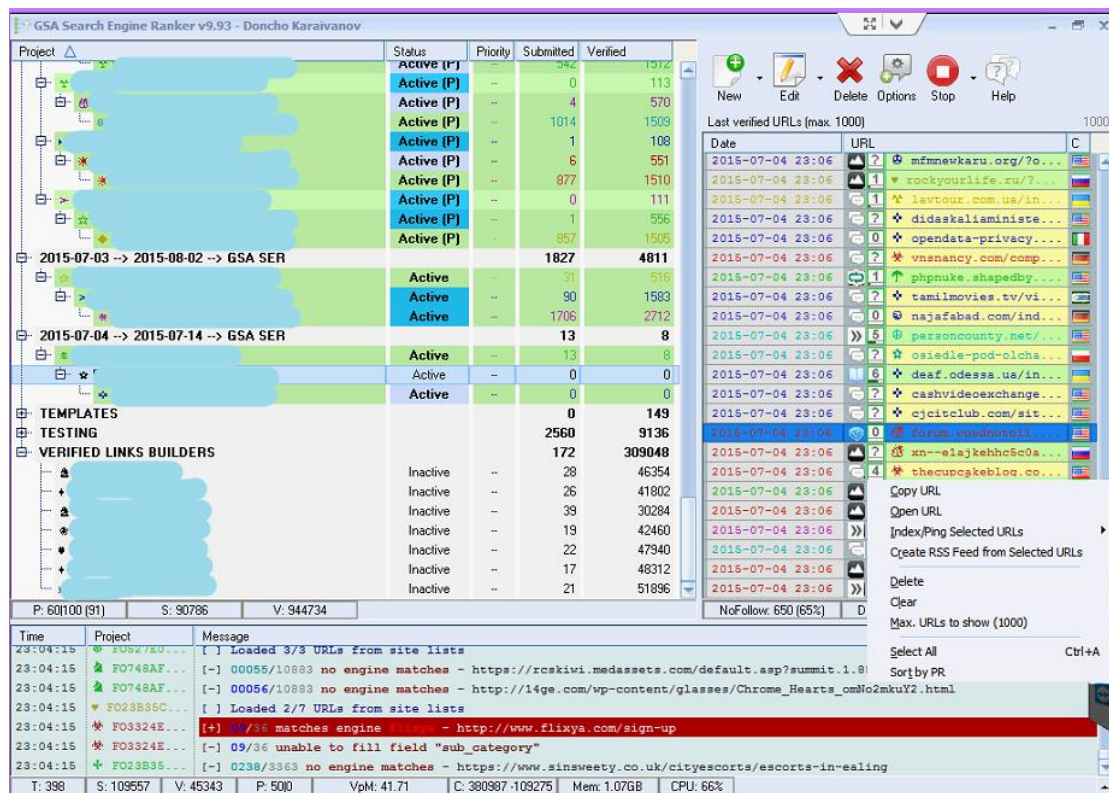 GSA Search Engine Ranker v9.93 - Doncho Karaivanov
Project Status Priority Submitted Verified
Active (P) -- 542 1512
Active (P) -- 0 113
Active (P) -- 4 570
Active (P) -- 1014 1509
Active (P) -- 1 108
Active (P) -- 6 551
Active (P) -- 877 1510
Active (P) -- 0 111
Active (P) -- 1 556
Active (P) - 857 1505
2015-07-03 --> 2015-08-02 --> GSA SER 1827 4811
Active -- 31 516
Active -- 90 1583
Active -- 1706 2712
2015-07-04 --> 2015-07-14 --> GSA SER 13 8
Active -- 13 8
Active -- 0 0
Active -- 0 0
TEMPLATES 0 149
TESTING 2560 9136
VERIFIED LINKS BUILDERS 172 309048
Inactive -- 28 46354
Inactive -- 26 41802
Inactive -- 39 30284
Inactive -- 19 42460
Inactive -- 22 47940
Inactive -- 17 48312
Inactive -- 21 51896
P: 60|100 (91) S: 90786 V: 944734
New Edit Delete Options Stop Help
Last verified URLs (max. 1000) 1000
Date URL C
2015-07-04 23:06 ? mfmnewkaru.org/?o...
2015-07-04 23:06 1 rockyourlife.ru/?...
2015-07-04 23:06 1 lavtour.com.ua/in...
2015-07-04 23:06 ? didaskaliaministe...
2015-07-04 23:06 0 opendata-privacy....
2015-07-04 23:06 ? vnsnancy.com/comp...
2015-07-04 23:06 1 phpnuke.shapedby....
2015-07-04 23:06 ? tamilmovies.tv/vi...
2015-07-04 23:06 0 najafabad.com/ind...
2015-07-04 23:06 5 personcounty.net/...
2015-07-04 23:06 ? osiedle-pod-olcha...
2015-07-04 23:06 6 deaf.odessa.ua/in...
2015-07-04 23:06 ? cashvideoexchange...
2015-07-04 23:06 ? cjcitclub.com/sit...
2015-07-04 23:06 0
2015-07-04 23:06 ? xn--elajkehhc5c0a...
2015-07-04 23:06 4 thecupcakeblog.co...
2015-07-04 23:06
2015-07-04 23:06
2015-07-04 23:06
2015-07-04 23:06
2015-07-04 23:06
2015-07-04 23:06
Copy URL
Open URL
Index/Ping Selected URLs
Create RSS Feed from Selected URLs
Delete
Clear
Max. URLs to show (1000)
Select All Ctrl+A
Sort by PR
NoFollow: 650 (65%) D
Time Project Message
23:04:15 FO527E0... [ ] Loaded 3/3 URLs from site lists
23:04:15 FO748AF... [-] 00055/10883 no engine matches - https://rcskiwi.medassets.com/default.asp?summit.1.8
23:04:15 FO748AF... [-] 00056/10883 no engine matches - http://14ge.com/wp-content/glasses/Chrome_Hearts_omNo2mkuY2.html
23:04:15 FO23B35C... [ ] Loaded 2/7 URLs from site lists
23:04:15 FO3324E... [+] /36 matches engine - http://www.flixya.com/sign-up
23:04:15 FO3324E... [-] 09/36 unable to fill field "sub_category"
23:04:15 FO23B35... [-] 0238/3363 no engine matches - https://www.sinsweety.co.uk/cityescorts/escorts-in-ealing
T: 398 S: 109557 V: 45343 P: 50|0 VpM: 41.71 C: 380987 -109275 Mem: 1.07GB CPU: 66%